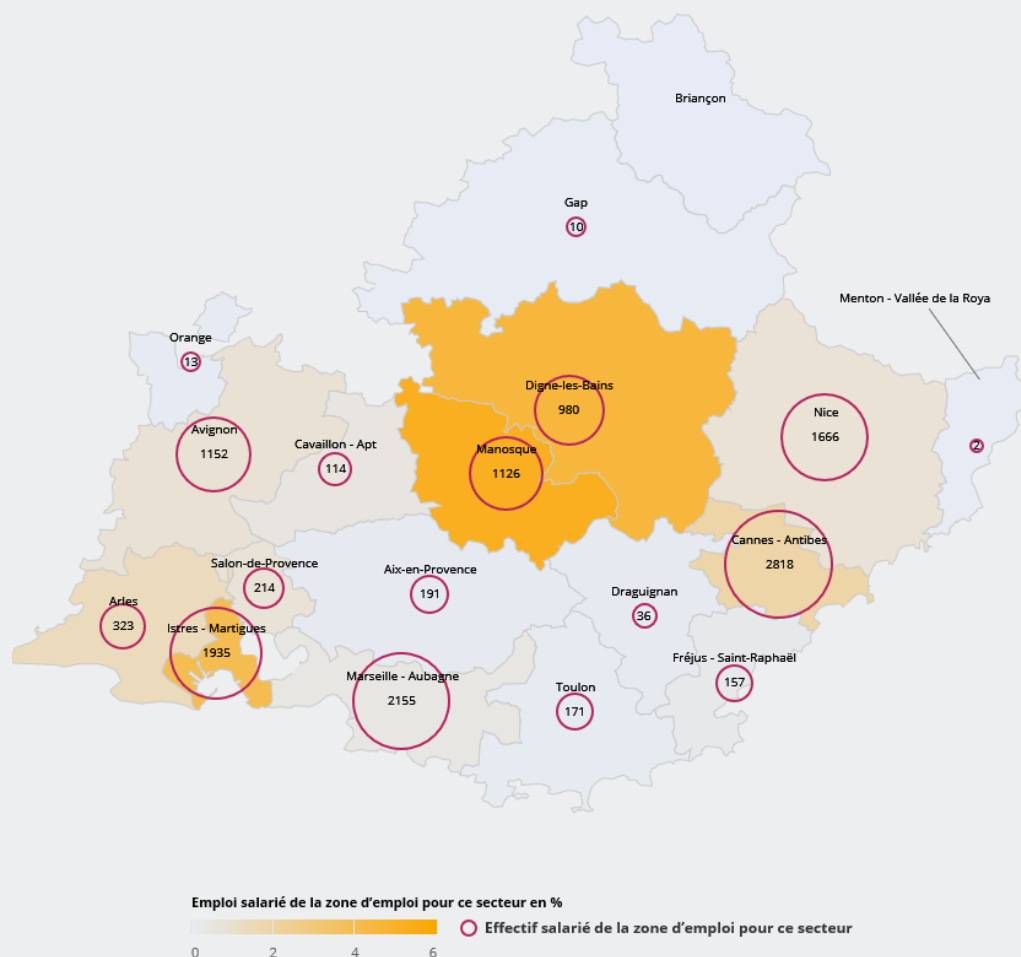 Briançon
Gap
10
Menton - Vallée de la Roya
Orange
13
Digne-les-Bains
980
Nice
1666
Avignon
1152
Cavaillon - Apt
114
Manosque
1126
2
Cannes - Antibes
2818
Salon-de-Provence
214
Aix-en-Provence
191
Draguignan
36
Arles
323
Istres - Martigues
1935
Fréjus - Saint-Raphaël
157
Marseille - Aubagne
2155
Toulon
171
Emploi salarié de la zone d’emploi pour ce secteur en %
0 2 4 6
Effectif salarié de la zone d’emploi pour ce secteur